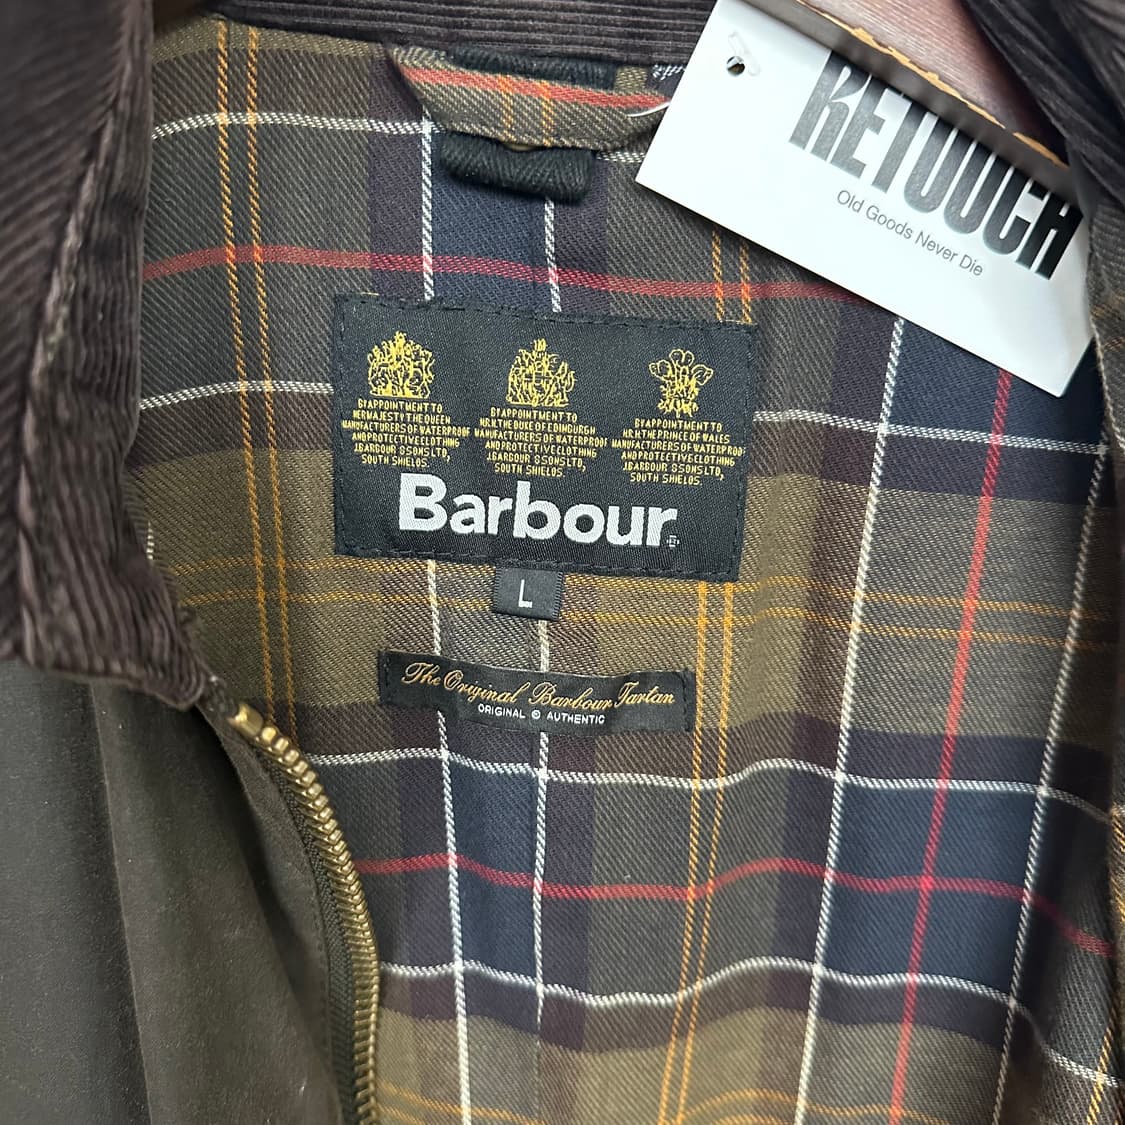 RETOUCH
Old Goods Never Die
BY APPOINTMENT TO
HER MAJESTY THE QUEEN
MANUFACTURERS OF WATERPROOF
AND PROTECTIVE CLOTHING
J.BARBOUR & SONS LTD,
SOUTH SHIELDS.
BY APPOINTMENT TO
H.R.H. THE DUKE OF EDINBURGH
MANUFACTURERS OF WATERPROOF
AND PROTECTIVE CLOTHING
J.BARBOUR & SONS LTD,
SOUTH SHIELDS.
BY APPOINTMENT TO
H.R.H. THE PRINCE OF WALES
MANUFACTURERS OF WATERPROOF
AND PROTECTIVE CLOTHING
J.BARBOUR & SONS LTD,
SOUTH SHIELDS.
Barbour
L
The Original Barbour Tartan
ORIGINAL © AUTHENTIC